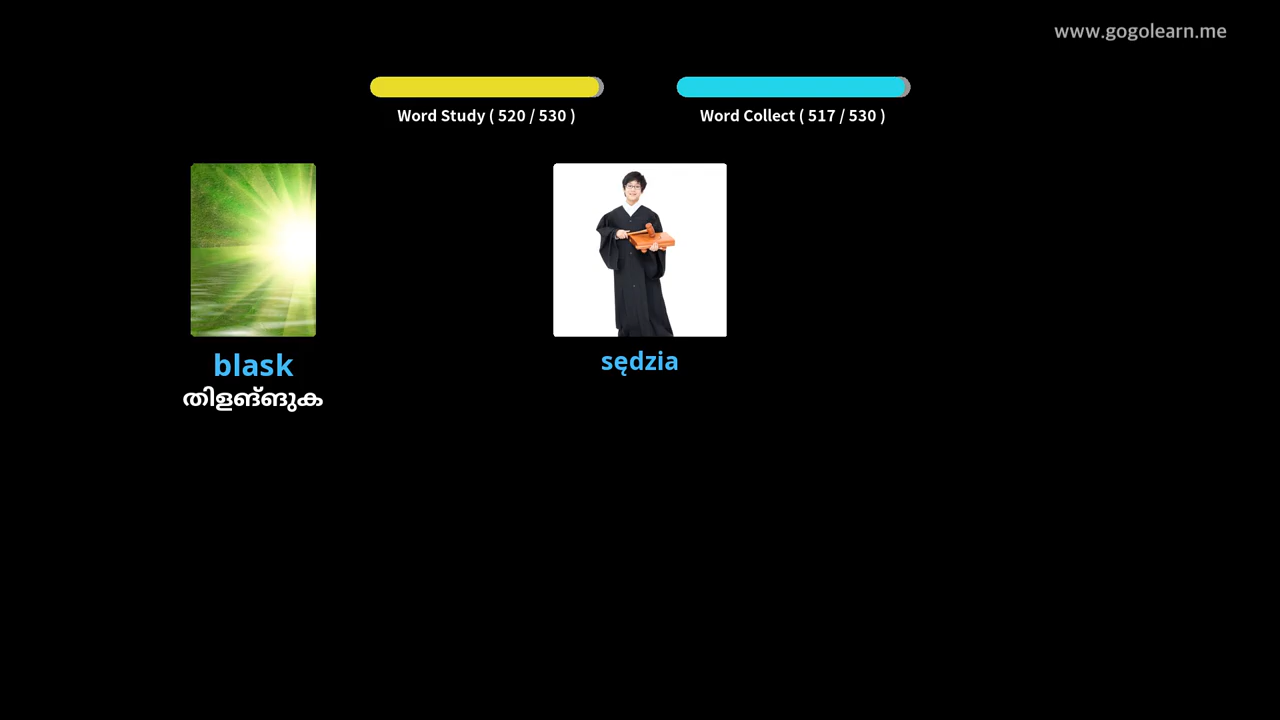 www.gogolearn.me
Word Study ( 520 / 530 )
Word Collect ( 517 / 530 )
blask
തിളങ്ങുക
sędzia